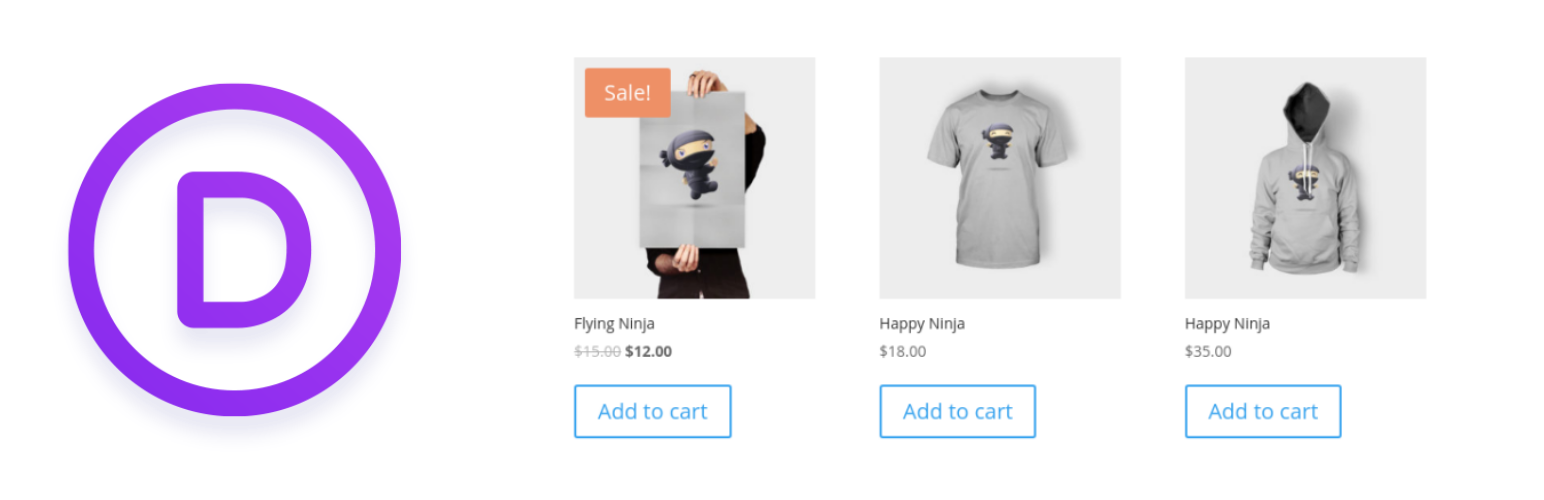 D
Sale!
Flying Ninja
$15.00 $12.00
Add to cart
Happy Ninja
$18.00
Add to cart
Happy Ninja
$35.00
Add to cart